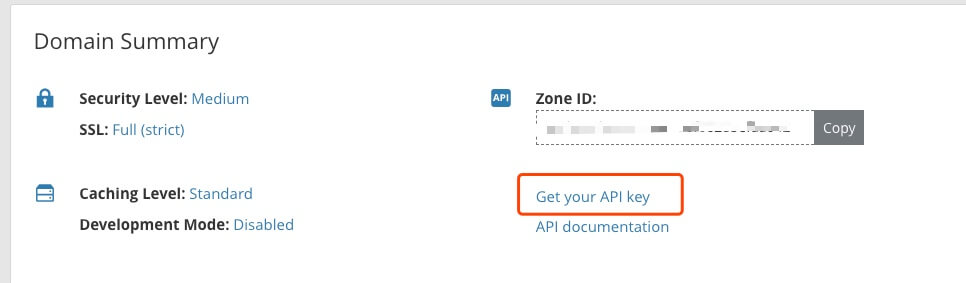 Domain Summary
Security Level: Medium
SSL: Full (strict)
Caching Level: Standard
Development Mode: Disabled
API
Zone ID:
Copy
Get your API key
API documentation